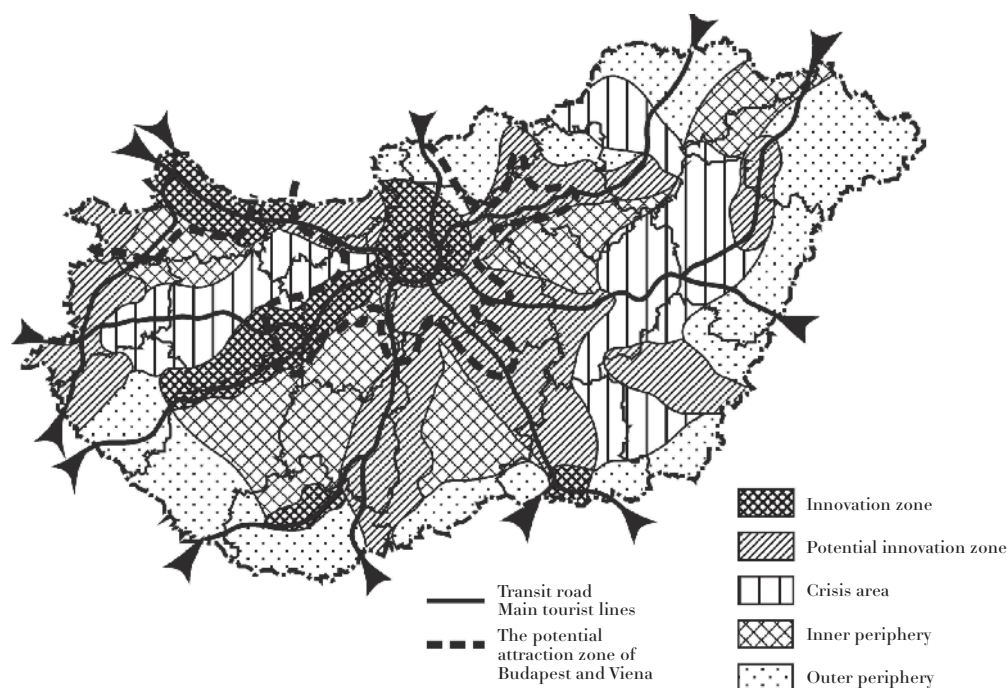 Transit road
Main tourist lines
The potential
attraction zone of
Budapest and Viena
Innovation zone
Potential innovation zone
Crisis area
Inner periphery
Outer periphery